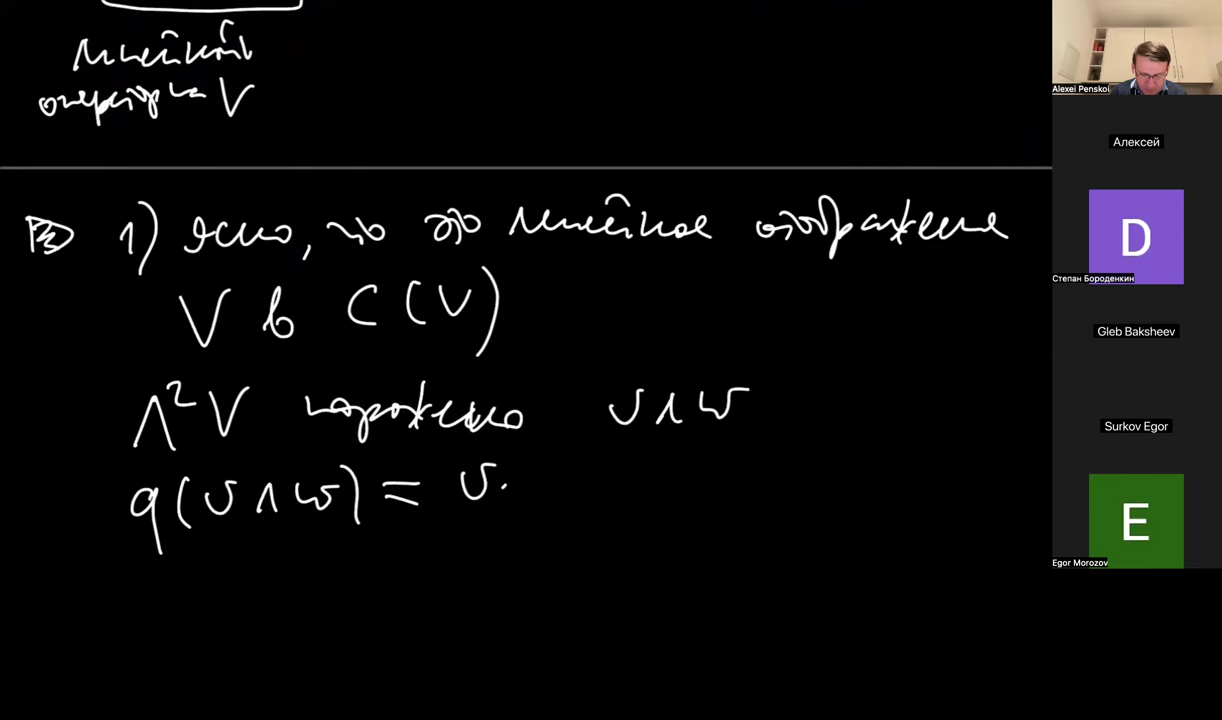 линейный
оператор на V
1) Ясно, что это линейное отображение
V в C(V)
Λ²V порождено v∧w
q(v∧w) = v·
Alexei Penskoi
Алексей
D
Степан Бороденкин
Gleb Baksheev
Surkov Egor
E
Egor Morozov